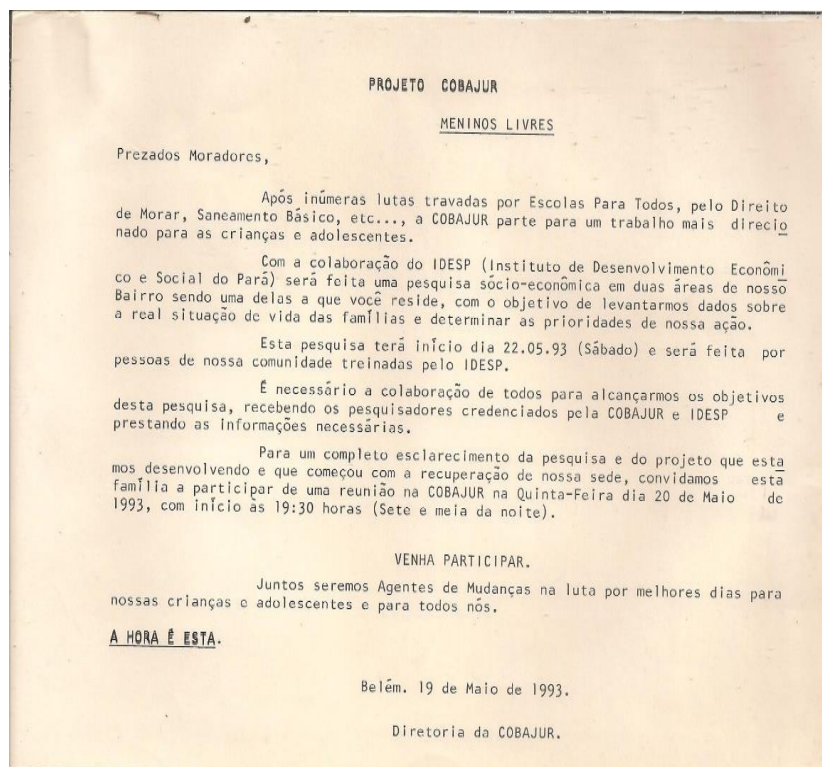 PROJETO COBAJUR
MENINOS LIVRES
Prezados Moradores,
Após inúmeras lutas travadas por Escolas Para Todos, pelo Direito
de Morar, Saneamento Básico, etc..., a COBAJUR parte para um trabalho mais direcio
nado para as crianças e adolescentes.
Com a colaboração do IDESP (Instituto de Desenvolvimento Econômi
co e Social do Pará) será feita uma pesquisa sócio-econômica em duas áreas de nosso
Bairro sendo uma delas a que você reside, com o objetivo de levantarmos dados sobre
a real situação de vida das famílias e determinar as prioridades de nossa ação.
Esta pesquisa terá início dia 22.05.93 (Sábado) e será feita por
pessoas de nossa comunidade treinadas pelo IDESP.
É necessário a colaboração de todos para alcançarmos os objetivos
desta pesquisa, recebendo os pesquisadores credenciados pela COBAJUR e IDESP e
prestando as informações necessárias.
Para um completo esclarecimento da pesquisa e do projeto que esta
mos desenvolvendo e que começou com a recuperação de nossa sede, convidamos esta
família a participar de uma reunião na COBAJUR na Quinta-Feira dia 20 de Maio de
1993, com início às 19:30 horas (Sete e meia da noite).
VENHA PARTICIPAR.
Juntos seremos Agentes de Mudanças na luta por melhores dias para
nossas crianças e adolescentes e para todos nós.
A HORA É ESTA.
Belém. 19 de Maio de 1993.
Diretoria da COBAJUR.